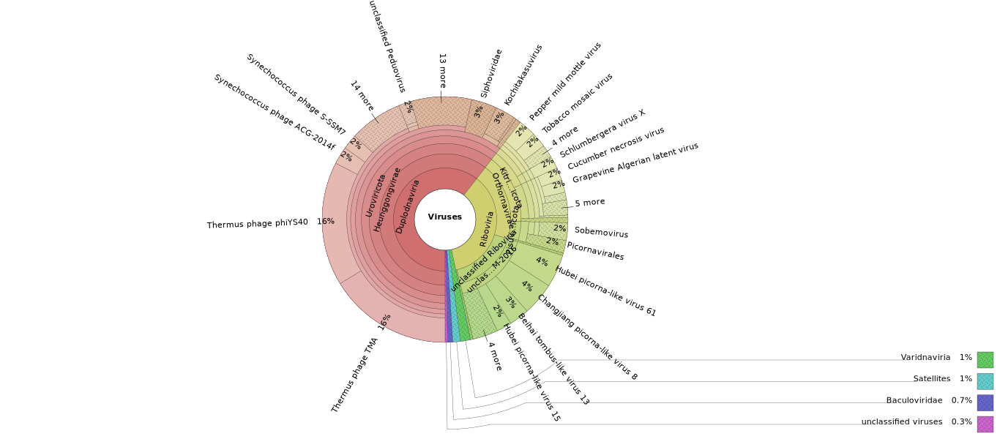 Viruses
Duplodnaviria
Heunggongvirae
Uroviricota
Riboviria
Orthornavirae
Kitri...icota
unclassified Riboviria
unclas...M-2016
unclassified Peduovirus 2%
13 more
Siphoviridae 3%
Kochitakasuvirus 3%
Pepper mild mottle virus 2%
Tobacco mosaic virus 2%
4 more
Schlumbergera virus X 2%
Cucumber necrosis virus 2%
Grapevine Algerian latent virus 2%
5 more
Sobemovirus 2%
Picornavirales 2%
Hubei picorna-like virus 61 4%
Changjiang picorna-like virus 8 4%
Beihai tombus-like virus 13 3%
Hubei picorna-like virus 15 2%
4 more
Thermus phage TMA 16%
Thermus phage phiYS40 16%
Synechococcus phage ACG-2014f 2%
Synechococcus phage S-SSM7 2%
14 more
Varidnaviria 1%
Satellites 1%
Baculoviridae 0.7%
unclassified viruses 0.3%